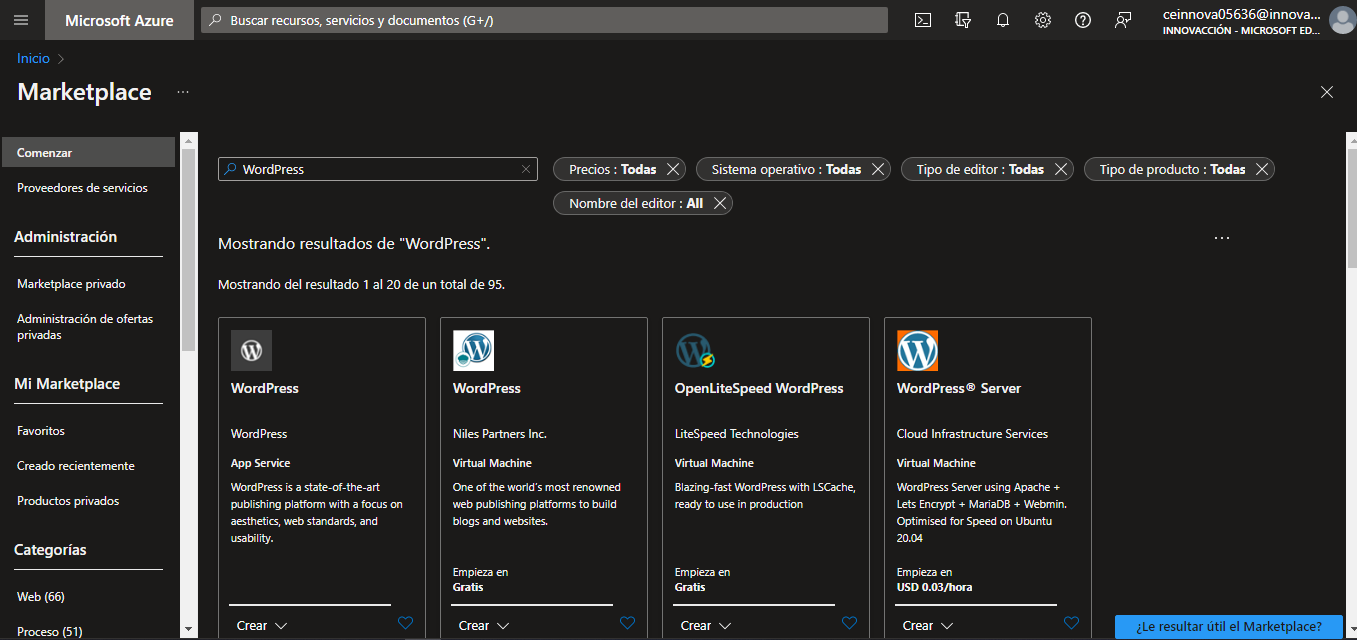 Microsoft Azure
Buscar recursos, servicios y documentos (G+/)
ceinnova05636@innova...
INNOVACCIÓN - MICROSOFT ED...
Inicio
Marketplace
...
Comenzar
Proveedores de servicios
Administración
Marketplace privado
Administración de ofertas
privadas
Mi Marketplace
Favoritos
Creado recientemente
Productos privados
Categorías
Web (66)
Proceso (51)
WordPress
Precios : Todas
Sistema operativo : Todas
Tipo de editor : Todas
Tipo de producto : Todas
Nombre del editor : All
Mostrando resultados de "WordPress".
...
Mostrando del resultado 1 al 20 de un total de 95.
WordPress
WordPress
App Service
WordPress is a state-of-the-art
publishing platform with a focus on
aesthetics, web standards, and
usability.
Crear
WordPress
Niles Partners Inc.
Virtual Machine
One of the world's most renowned
web publishing platforms to build
blogs and websites.
Empieza en
Gratis
Crear
OpenLiteSpeed WordPress
LiteSpeed Technologies
Virtual Machine
Blazing-fast WordPress with LSCache,
ready to use in production
Empieza en
Gratis
Crear
WordPress® Server
Cloud Infrastructure Services
Virtual Machine
WordPress Server using Apache +
Lets Encrypt + MariaDB + Webmin.
Optimised for Speed on Ubuntu
20.04
Empieza en
USD 0.03/hora
Crear
¿Le resultar útil el Marketplace?